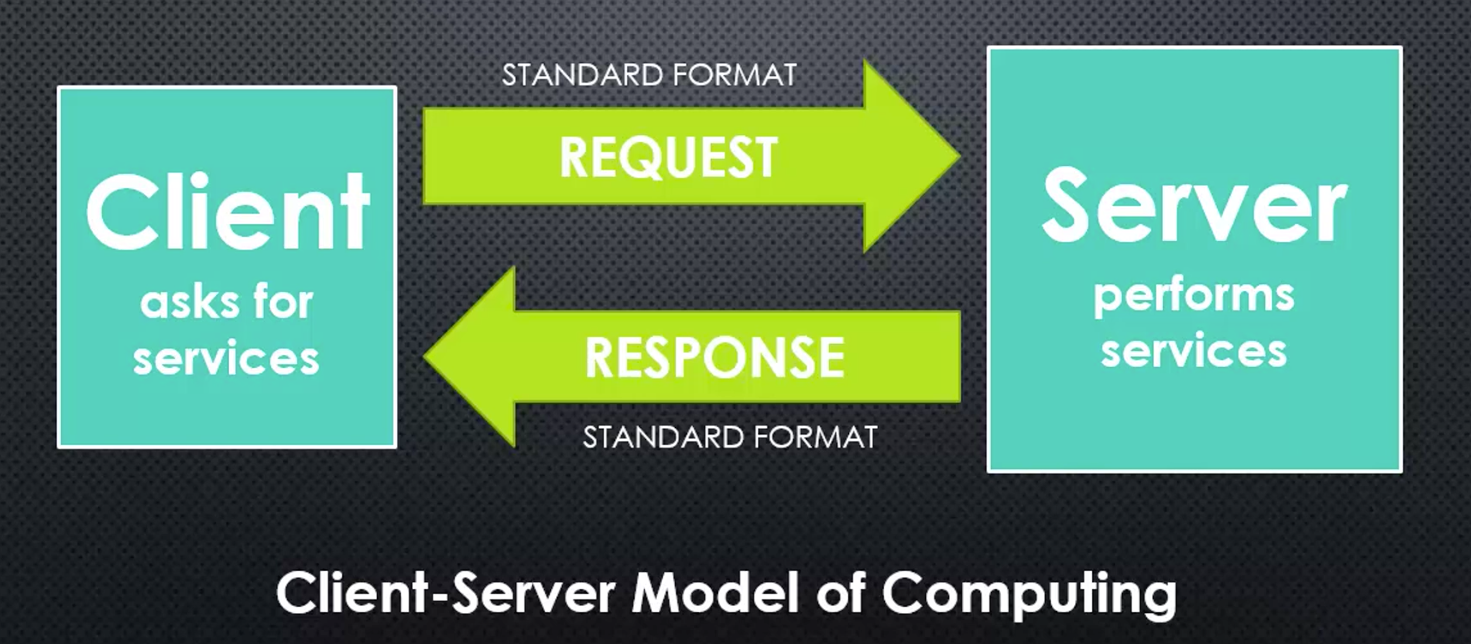 STANDARD FORMAT
REQUEST
Client
asks for
services
Server
performs
services
RESPONSE
STANDARD FORMAT
Client-Server Model of Computing